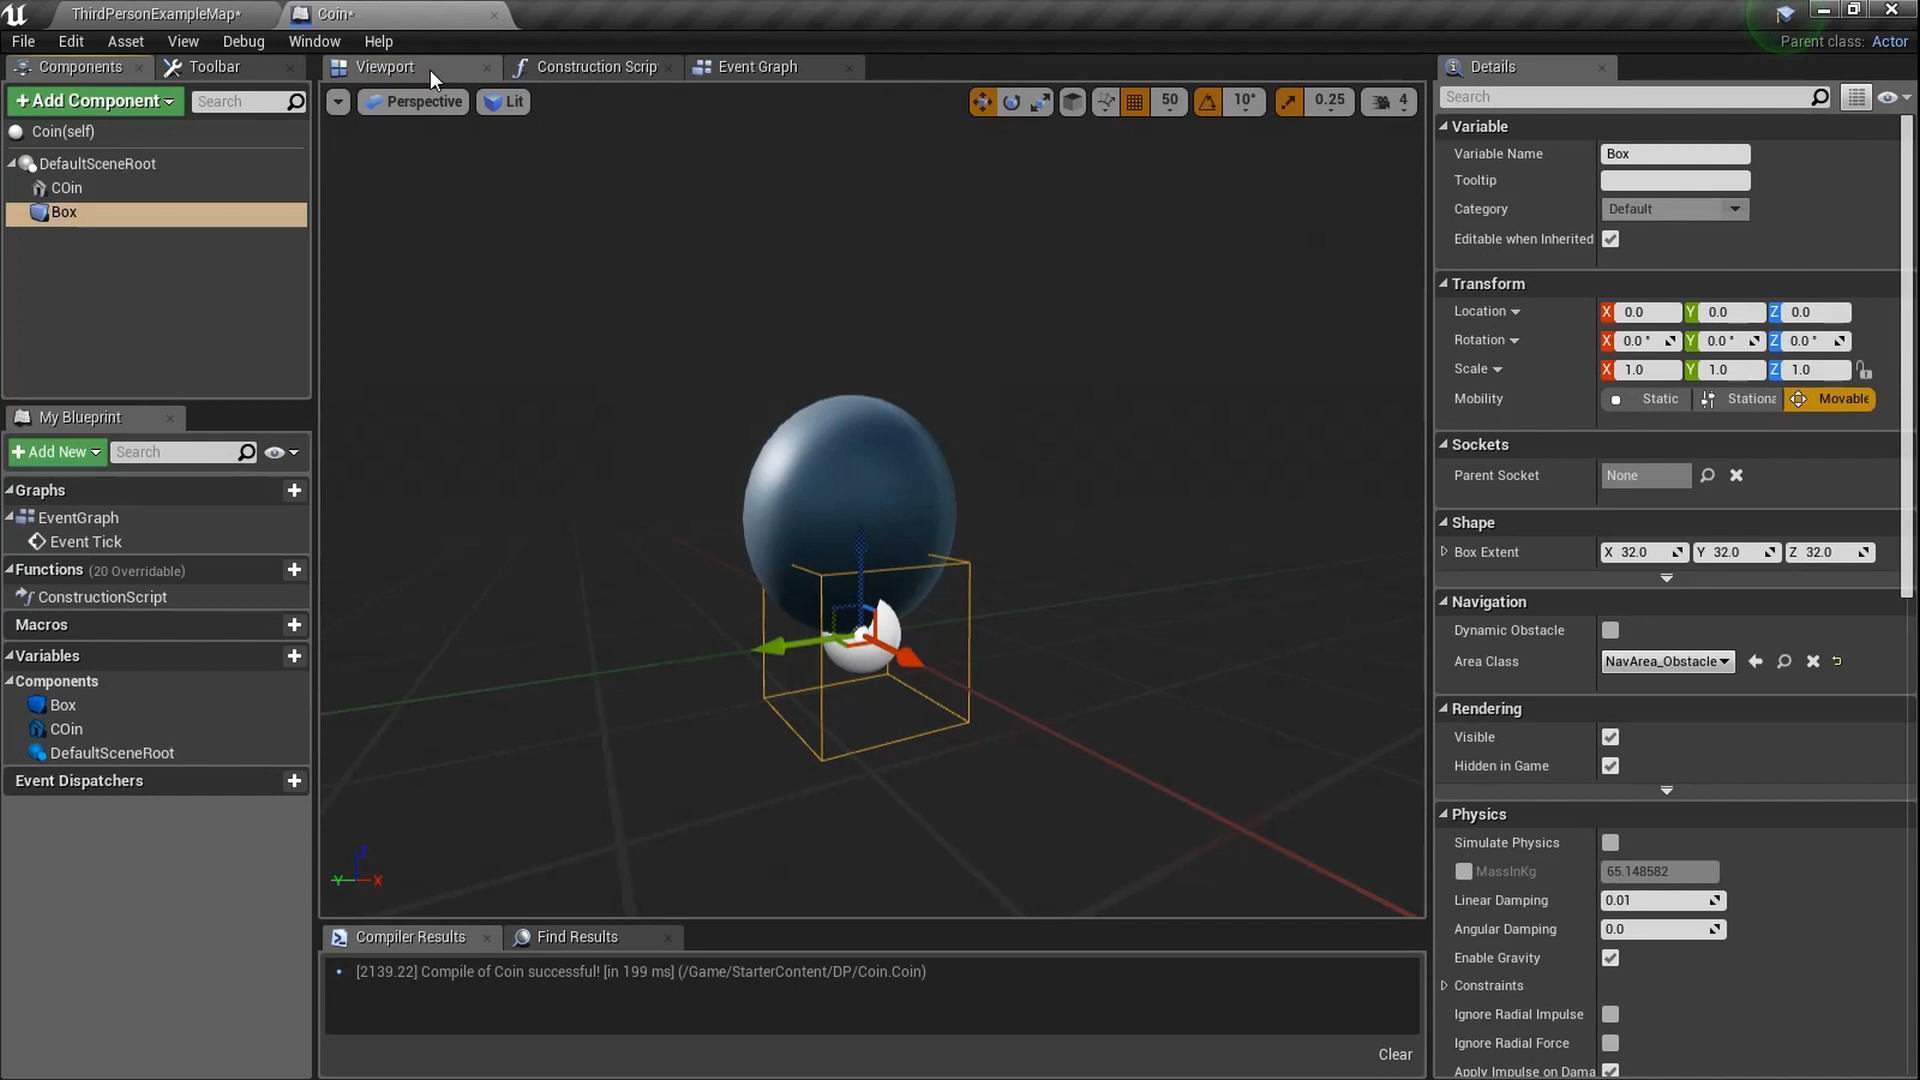 ThirdPersonExampleMap*
Coin*
File Edit Asset View Debug Window Help
Parent class: Actor
Components
Toolbar
+Add Component
Search
Coin(self)
DefaultSceneRoot
COin
Box
My Blueprint
+Add New
Search
Graphs
EventGraph
Event Tick
Functions (20 Overridable)
ConstructionScript
Macros
Variables
Components
Box
COin
DefaultSceneRoot
Event Dispatchers
Viewport
Construction Scrip
Event Graph
Perspective
Lit
50
10°
0.25
4
Z
Y
X
Compiler Results
Find Results
[2139.22] Compile of Coin successful! [in 199 ms] (/Game/StarterContent/DP/Coin.Coin)
Clear
Details
Search
Variable
Variable Name Box
Tooltip
Category Default
Editable when Inherited
Transform
Location X 0.0 Y 0.0 Z 0.0
Rotation X 0.0 ° Y 0.0 ° Z 0.0 °
Scale X 1.0 Y 1.0 Z 1.0
Mobility Static Stationa Movable
Sockets
Parent Socket None
Shape
Box Extent X 32.0 Y 32.0 Z 32.0
Navigation
Dynamic Obstacle
Area Class NavArea_Obstacle
Rendering
Visible
Hidden in Game
Physics
Simulate Physics
MassInKg 65.148582
Linear Damping 0.01
Angular Damping 0.0
Enable Gravity
Constraints
Ignore Radial Impulse
Ignore Radial Force
Apply Impulse on Dama